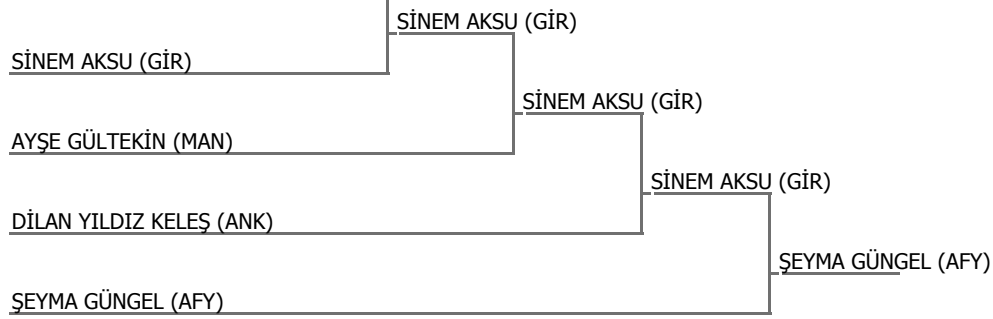 SİNEM AKSU (GİR)
SİNEM AKSU (GİR)
SİNEM AKSU (GİR)
AYŞE GÜLTEKİN (MAN)
SİNEM AKSU (GİR)
DİLAN YILDIZ KELEŞ (ANK)
ŞEYMA GÜNGEL (AFY)
ŞEYMA GÜNGEL (AFY)